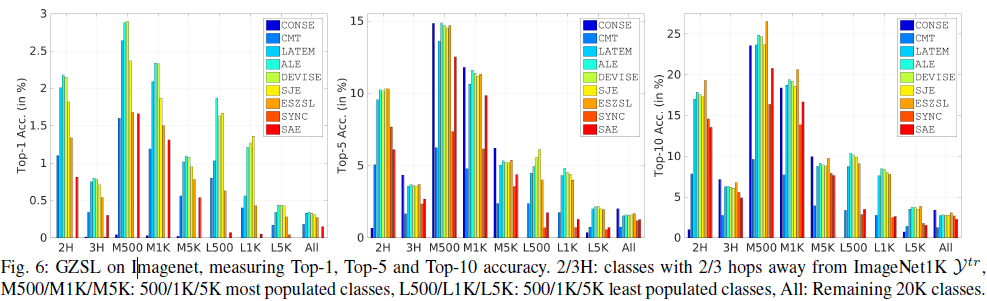 3
2.5
2
1.5
1
0.5
0
Top-1 Acc. (in %)
2H 3H M500 M1K M5K L500 L1K L5K All
CONSE
CMT
LATEM
ALE
DEVISE
SJE
ESZSL
SYNC
SAE
15
10
5
0
Top-5 Acc. (in %)
2H 3H M500 M1K M5K L500 L1K L5K All
CONSE
CMT
LATEM
ALE
DEVISE
SJE
ESZSL
SYNC
SAE
25
20
15
10
5
0
Top-10 Acc. (in %)
2H 3H M500 M1K M5K L500 L1K L5K All
CONSE
CMT
LATEM
ALE
DEVISE
SJE
ESZSL
SYNC
SAE
Fig. 6: GZSL on Imagenet, measuring Top-1, Top-5 and Top-10 accuracy. 2/3H: classes with 2/3 hops away from ImageNet1K 𝒴ᵗʳ,
M500/M1K/M5K: 500/1K/5K most populated classes, L500/L1K/L5K: 500/1K/5K least populated classes, All: Remaining 20K classes.